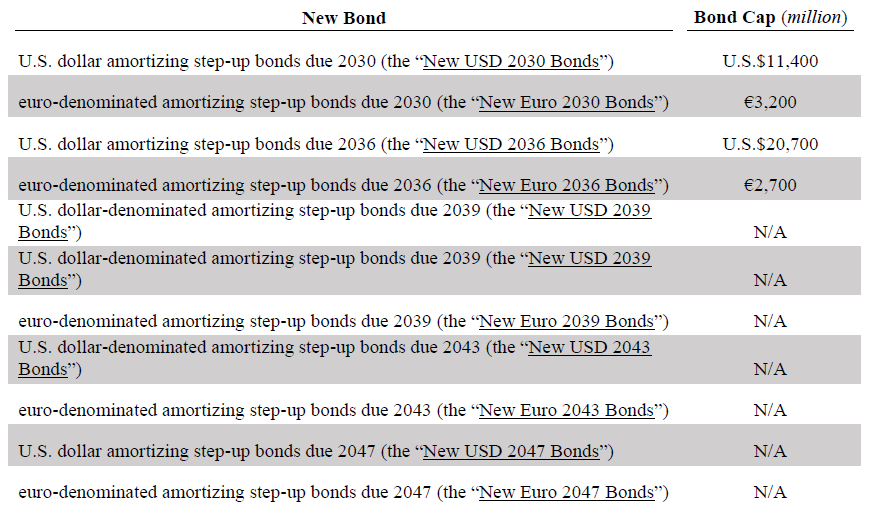 New Bond Bond Cap (million)
U.S. dollar amortizing step-up bonds due 2030 (the “New USD 2030 Bonds”) U.S.$11,400
euro-denominated amortizing step-up bonds due 2030 (the “New Euro 2030 Bonds”) €3,200
U.S. dollar amortizing step-up bonds due 2036 (the “New USD 2036 Bonds”) U.S.$20,700
euro-denominated amortizing step-up bonds due 2036 (the “New Euro 2036 Bonds”) €2,700
U.S. dollar-denominated amortizing step-up bonds due 2039 (the “New USD 2039
Bonds”) N/A
U.S. dollar-denominated amortizing step-up bonds due 2039 (the “New USD 2039
Bonds”) N/A
euro-denominated amortizing step-up bonds due 2039 (the “New Euro 2039 Bonds”) N/A
U.S. dollar-denominated amortizing step-up bonds due 2043 (the “New USD 2043
Bonds”) N/A
euro-denominated amortizing step-up bonds due 2043 (the “New Euro 2043 Bonds”) N/A
U.S. dollar amortizing step-up bonds due 2047 (the “New USD 2047 Bonds”) N/A
euro-denominated amortizing step-up bonds due 2047 (the “New Euro 2047 Bonds”) N/A